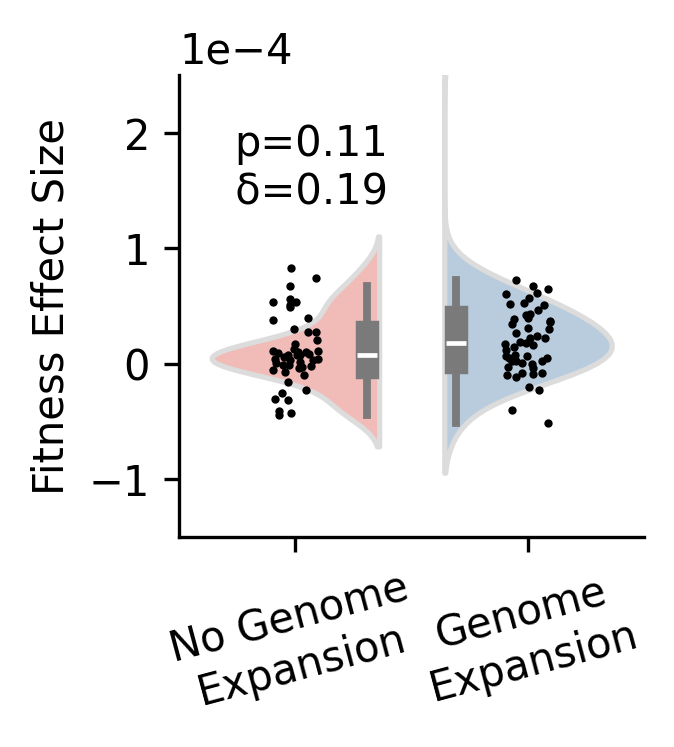 1e−4
Fitness Effect Size
2
1
0
−1
p=0.11
δ=0.19
No Genome
Expansion
Genome
Expansion